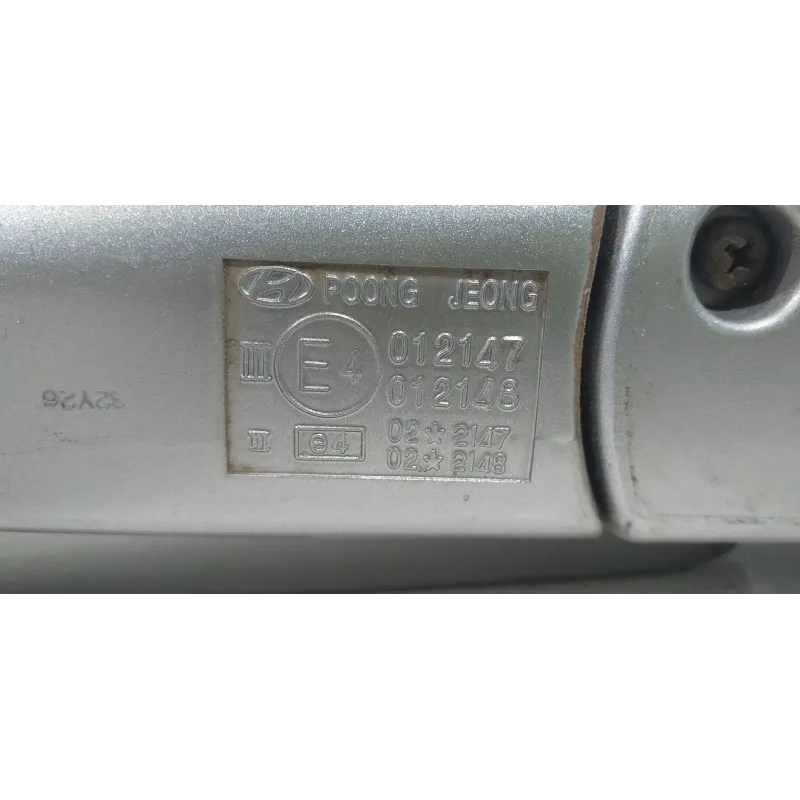 POONG JEONG
III E4 012147
012148
II e4 02☆2147
02☆2148
32Y26